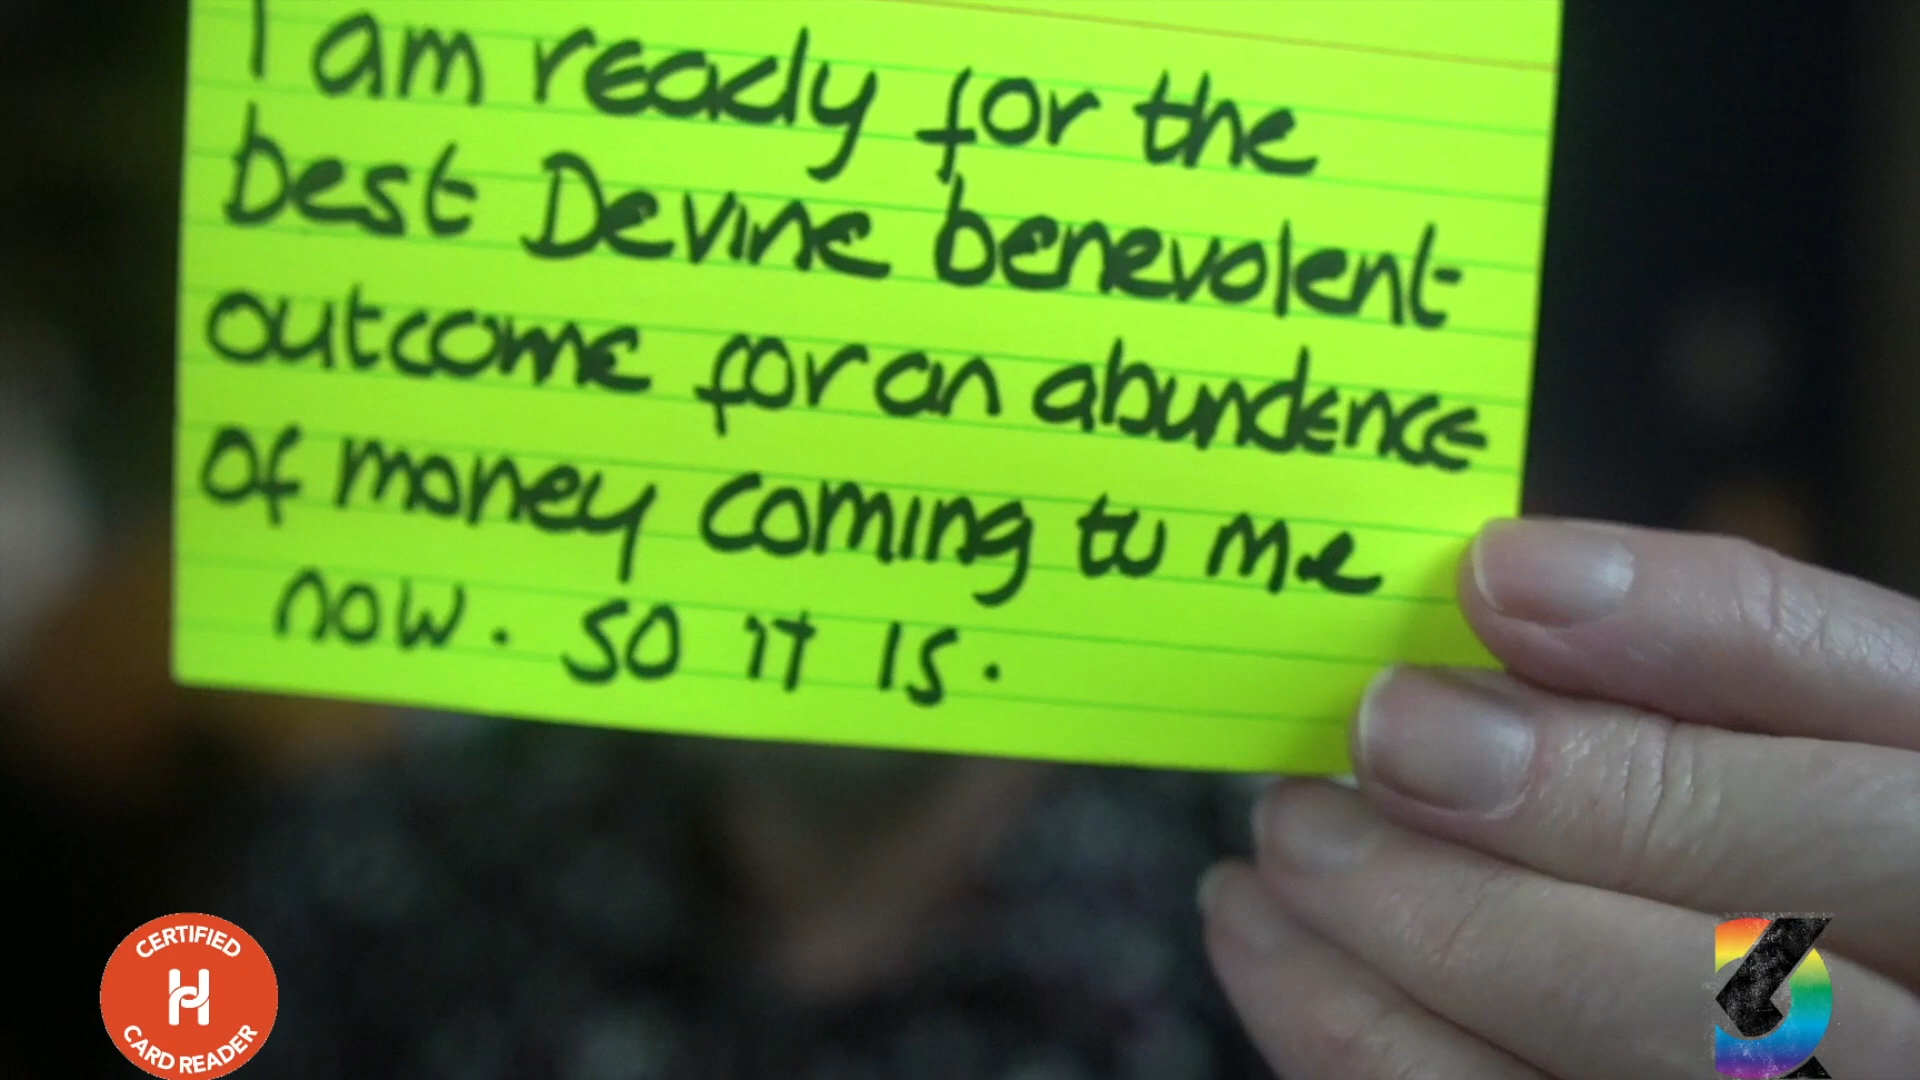 I am ready for the
best Devine benevolent
outcome for an abundence
of money coming to me
now. so it is.
CERTIFIED
H
CARD READER